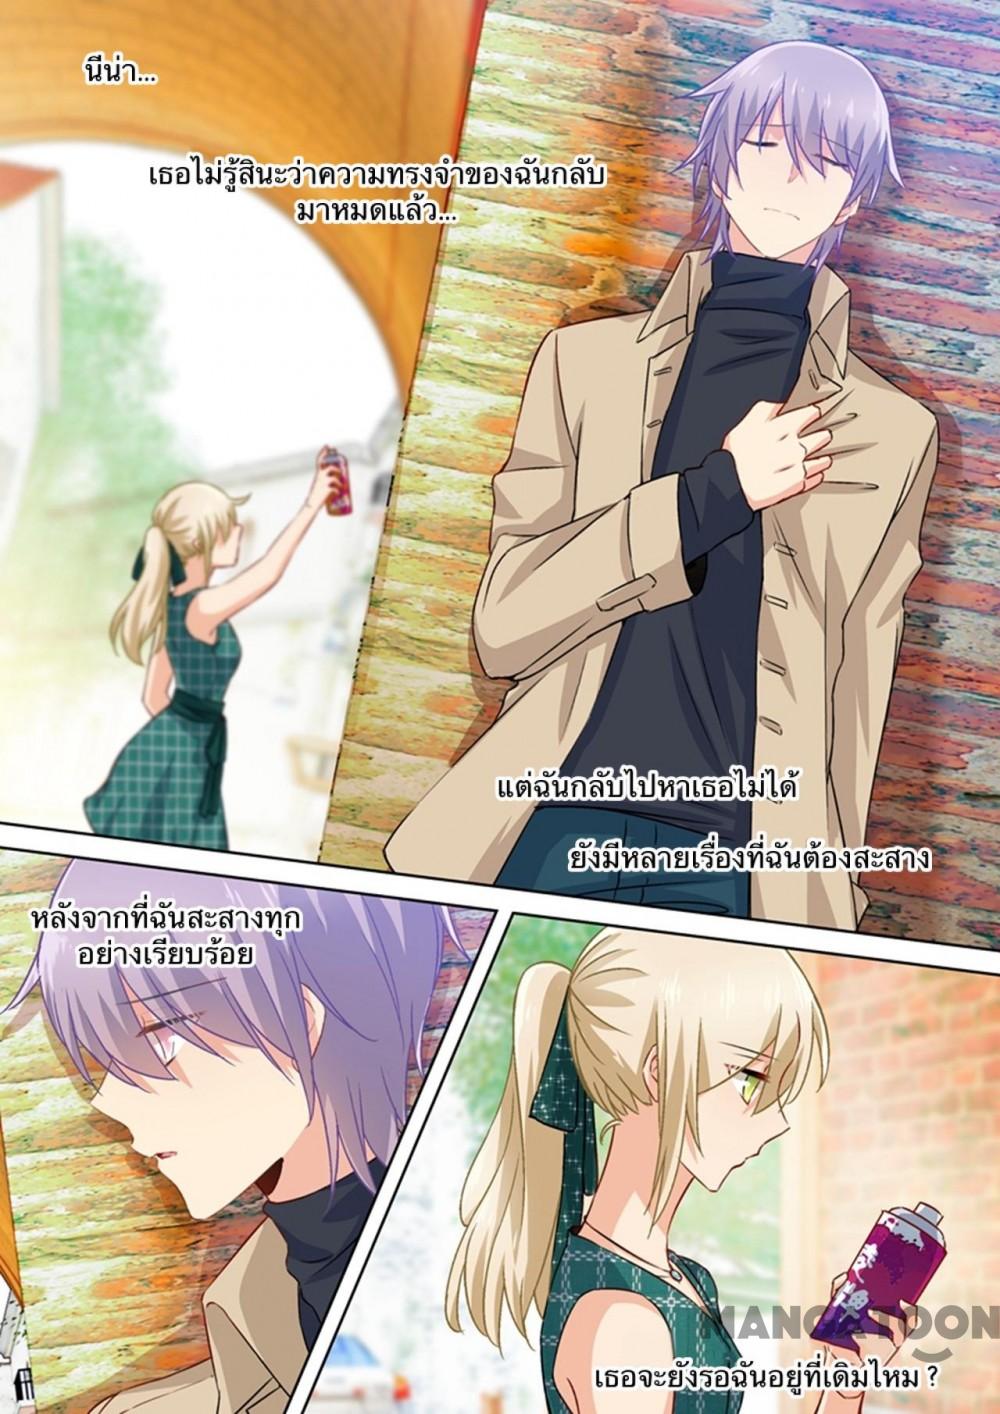 นีน่า...
เธอไม่รู้สินะว่าความทรงจำของฉันกลับ
มาหมดแล้ว...
แต่ฉันกลับไปหาเธอไม่ได้
ยังมีหลายเรื่องที่ฉันต้องสะสาง
หลังจากที่ฉันสะสางทุก
อย่างเรียบร้อย
MANGATOON
เธอจะยังรอฉันอยู่ที่เดิมไหม ?